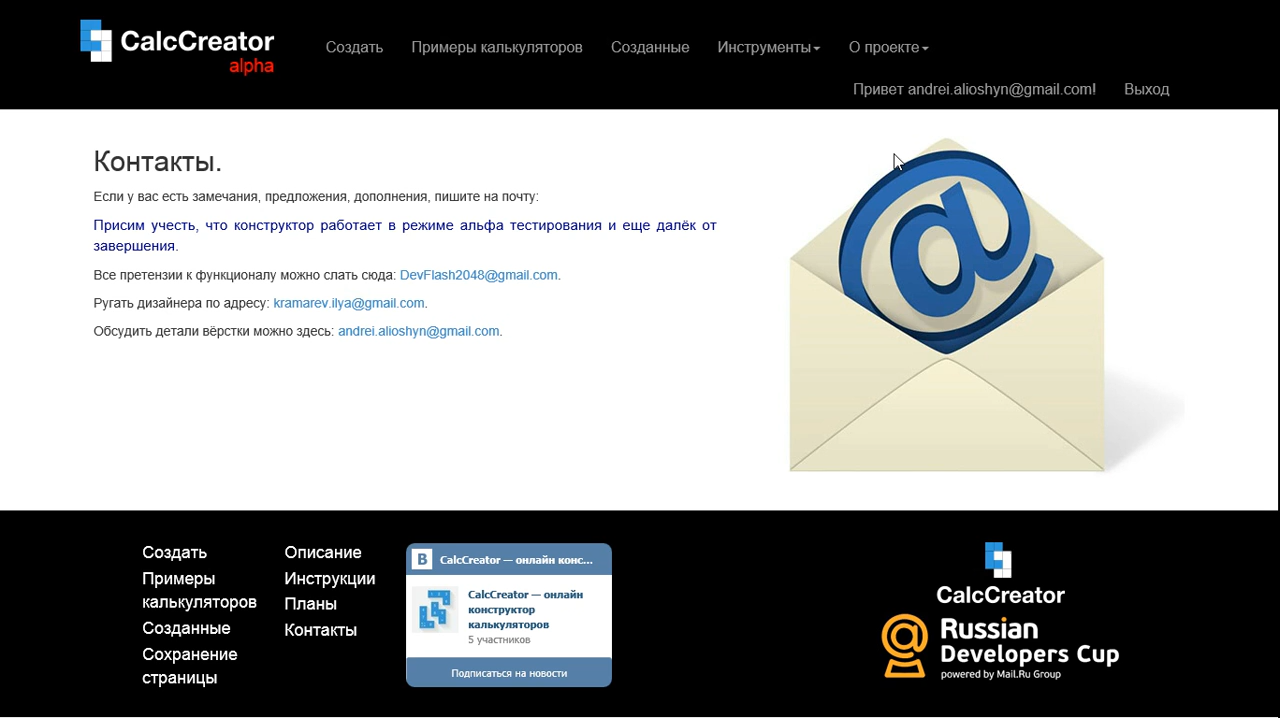 CalcCreator
alpha
Создать Примеры калькуляторов Созданные Инструменты О проекте
Привет andrei.alioshyn@gmail.com! Выход
Контакты.
Если у вас есть замечания, предложения, дополнения, пишите на почту:
Присим учесть, что конструктор работает в режиме альфа тестирования и еще далёк от
завершения.
Все претензии к функционалу можно слать сюда: DevFlash2048@gmail.com.
Ругать дизайнера по адресу: kramarev.ilya@gmail.com.
Обсудить детали вёрстки можно здесь: andrei.alioshyn@gmail.com.
Создать
Примеры
калькуляторов
Созданные
Сохранение
страницы
Описание
Инструкции
Планы
Контакты
B CalcCreator — онлайн конс...
CalcCreator — онлайн
конструктор
калькуляторов
5 участников
Подписаться на новости
CalcCreator
Russian
Developers Cup
powered by Mail.Ru Group